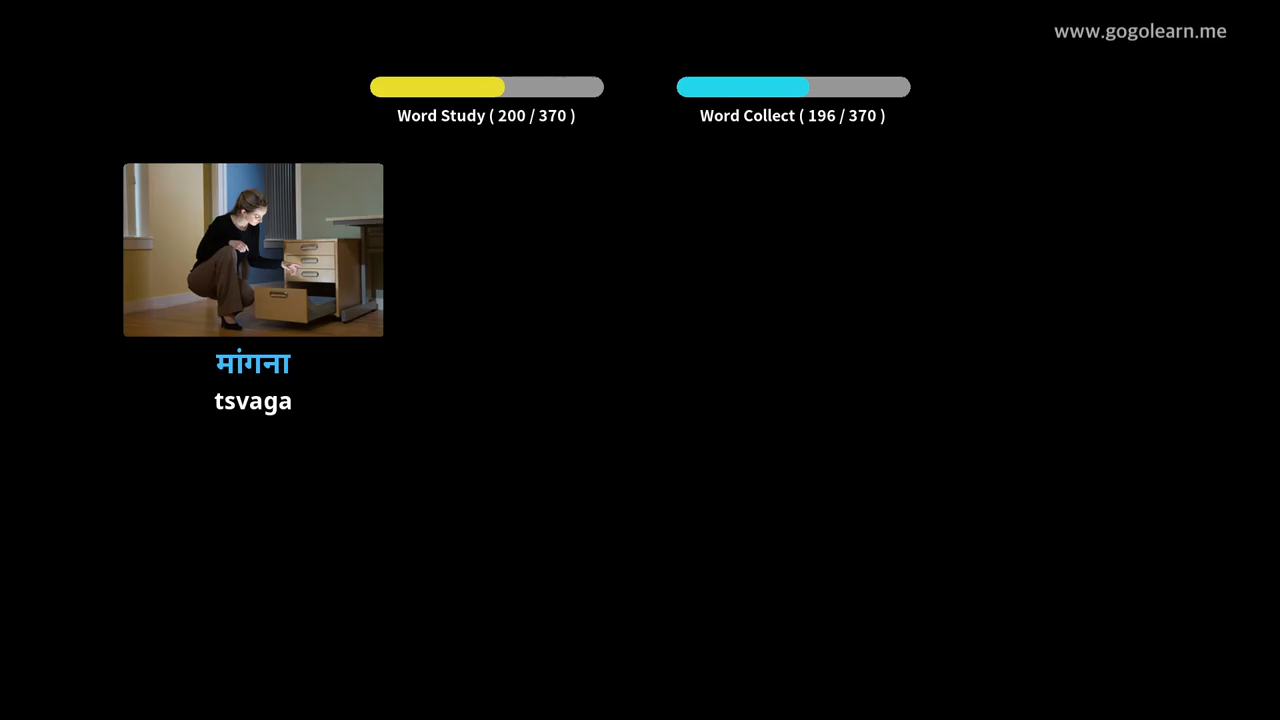 www.gogolearn.me
Word Study ( 200 / 370 )
Word Collect ( 196 / 370 )
मांगना
tsvaga